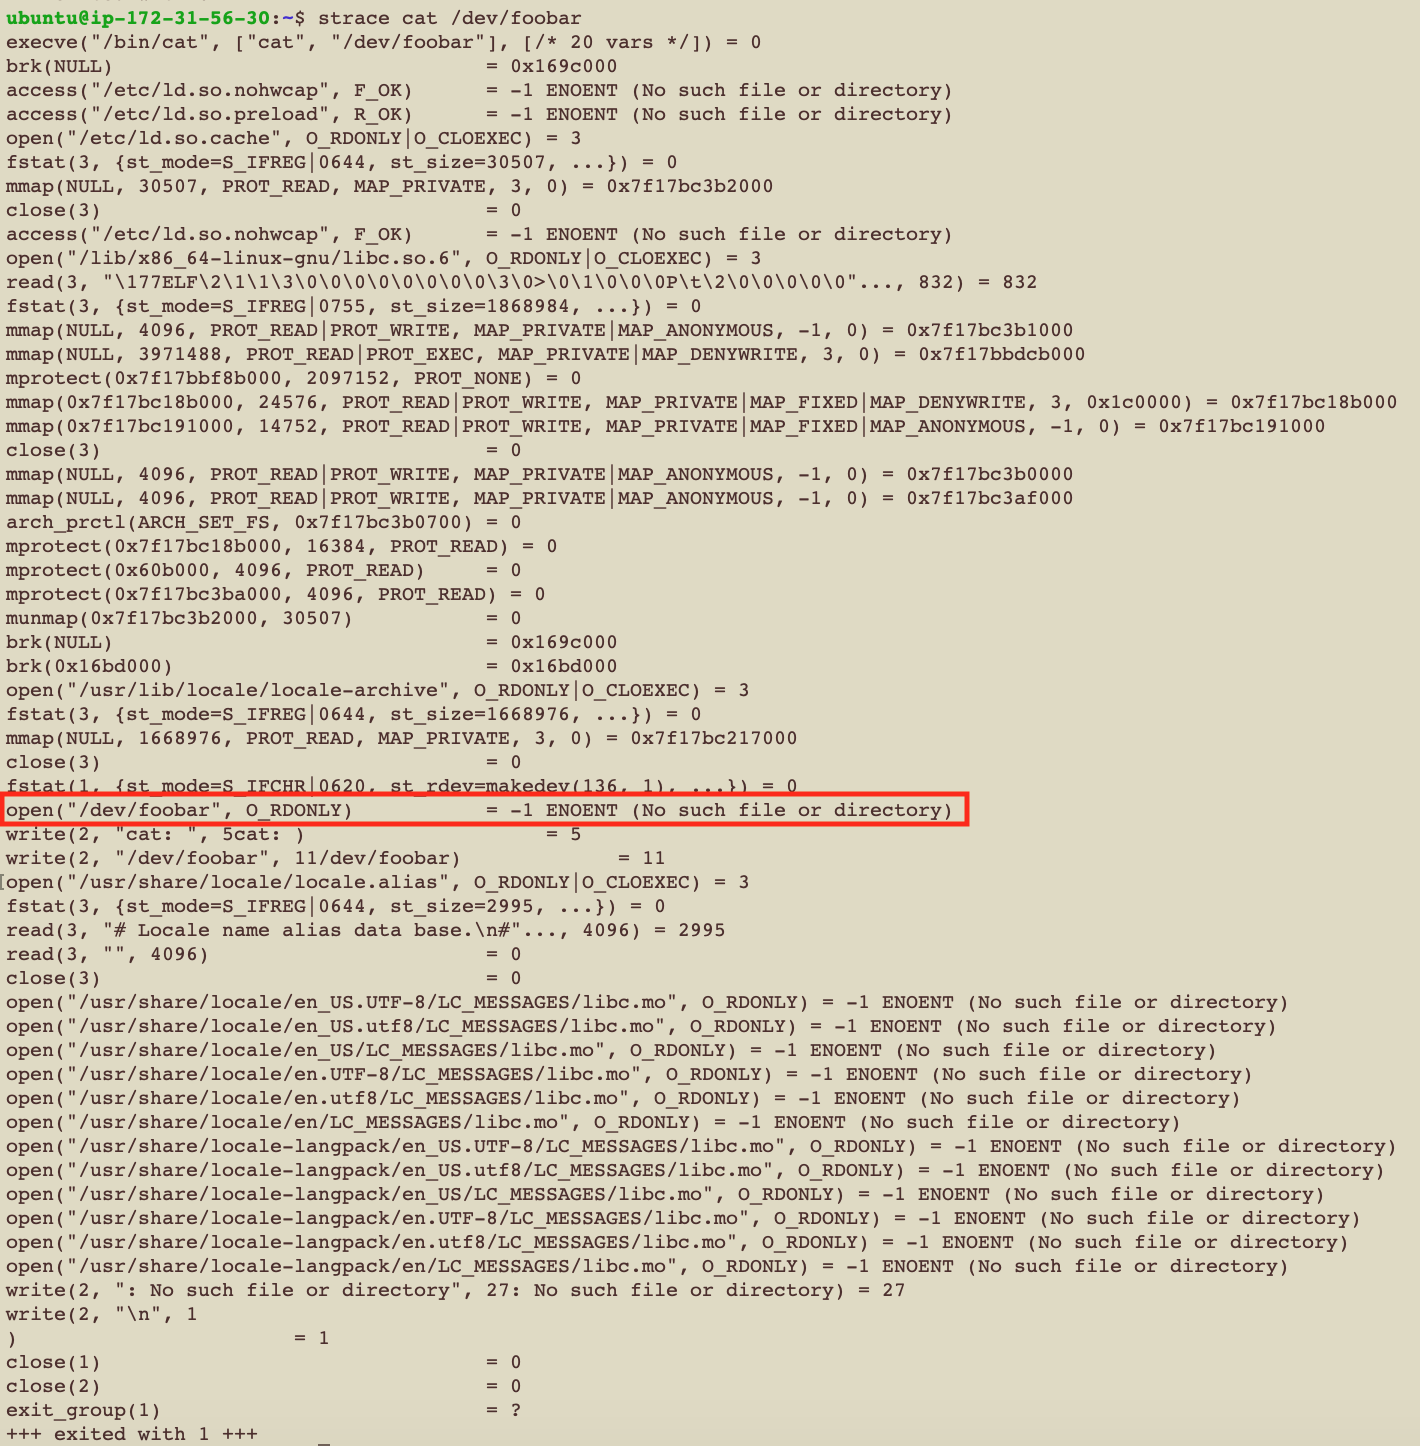 ubuntu@ip-172-31-56-30:~$ strace cat /dev/foobar
execve("/bin/cat", ["cat", "/dev/foobar"], [/* 20 vars */]) = 0
brk(NULL)                               = 0x169c000
access("/etc/ld.so.nohwcap", F_OK)      = -1 ENOENT (No such file or directory)
access("/etc/ld.so.preload", R_OK)      = -1 ENOENT (No such file or directory)
open("/etc/ld.so.cache", O_RDONLY|O_CLOEXEC) = 3
fstat(3, {st_mode=S_IFREG|0644, st_size=30507, ...}) = 0
mmap(NULL, 30507, PROT_READ, MAP_PRIVATE, 3, 0) = 0x7f17bc3b2000
close(3)                                = 0
access("/etc/ld.so.nohwcap", F_OK)      = -1 ENOENT (No such file or directory)
open("/lib/x86_64-linux-gnu/libc.so.6", O_RDONLY|O_CLOEXEC) = 3
read(3, "\177ELF\2\1\1\3\0\0\0\0\0\0\0\0\3\0>\0\1\0\0\0P\t\2\0\0\0\0\0"..., 832) = 832
fstat(3, {st_mode=S_IFREG|0755, st_size=1868984, ...}) = 0
mmap(NULL, 4096, PROT_READ|PROT_WRITE, MAP_PRIVATE|MAP_ANONYMOUS, -1, 0) = 0x7f17bc3b1000
mmap(NULL, 3971488, PROT_READ|PROT_EXEC, MAP_PRIVATE|MAP_DENYWRITE, 3, 0) = 0x7f17bbdcb000
mprotect(0x7f17bbf8b000, 2097152, PROT_NONE) = 0
mmap(0x7f17bc18b000, 24576, PROT_READ|PROT_WRITE, MAP_PRIVATE|MAP_FIXED|MAP_DENYWRITE, 3, 0x1c0000) = 0x7f17bc18b000
mmap(0x7f17bc191000, 14752, PROT_READ|PROT_WRITE, MAP_PRIVATE|MAP_FIXED|MAP_ANONYMOUS, -1, 0) = 0x7f17bc191000
close(3)                                = 0
mmap(NULL, 4096, PROT_READ|PROT_WRITE, MAP_PRIVATE|MAP_ANONYMOUS, -1, 0) = 0x7f17bc3b0000
mmap(NULL, 4096, PROT_READ|PROT_WRITE, MAP_PRIVATE|MAP_ANONYMOUS, -1, 0) = 0x7f17bc3af000
arch_prctl(ARCH_SET_FS, 0x7f17bc3b0700) = 0
mprotect(0x7f17bc18b000, 16384, PROT_READ) = 0
mprotect(0x60b000, 4096, PROT_READ)     = 0
mprotect(0x7f17bc3ba000, 4096, PROT_READ) = 0
munmap(0x7f17bc3b2000, 30507)           = 0
brk(NULL)                               = 0x169c000
brk(0x16bd000)                          = 0x16bd000
open("/usr/lib/locale/locale-archive", O_RDONLY|O_CLOEXEC) = 3
fstat(3, {st_mode=S_IFREG|0644, st_size=1668976, ...}) = 0
mmap(NULL, 1668976, PROT_READ, MAP_PRIVATE, 3, 0) = 0x7f17bc217000
close(3)                                = 0
fstat(1, {st_mode=S_IFCHR|0620, st_rdev=makedev(136, 1), ...}) = 0
open("/dev/foobar", O_RDONLY)           = -1 ENOENT (No such file or directory)
write(2, "cat: ", 5cat: )                    = 5
write(2, "/dev/foobar", 11/dev/foobar)             = 11
open("/usr/share/locale/locale.alias", O_RDONLY|O_CLOEXEC) = 3
fstat(3, {st_mode=S_IFREG|0644, st_size=2995, ...}) = 0
read(3, "# Locale name alias data base.\n#"..., 4096) = 2995
read(3, "", 4096)                       = 0
close(3)                                = 0
open("/usr/share/locale/en_US.UTF-8/LC_MESSAGES/libc.mo", O_RDONLY) = -1 ENOENT (No such file or directory)
open("/usr/share/locale/en_US.utf8/LC_MESSAGES/libc.mo", O_RDONLY) = -1 ENOENT (No such file or directory)
open("/usr/share/locale/en_US/LC_MESSAGES/libc.mo", O_RDONLY) = -1 ENOENT (No such file or directory)
open("/usr/share/locale/en.UTF-8/LC_MESSAGES/libc.mo", O_RDONLY) = -1 ENOENT (No such file or directory)
open("/usr/share/locale/en.utf8/LC_MESSAGES/libc.mo", O_RDONLY) = -1 ENOENT (No such file or directory)
open("/usr/share/locale/en/LC_MESSAGES/libc.mo", O_RDONLY) = -1 ENOENT (No such file or directory)
open("/usr/share/locale-langpack/en_US.UTF-8/LC_MESSAGES/libc.mo", O_RDONLY) = -1 ENOENT (No such file or directory)
open("/usr/share/locale-langpack/en_US.utf8/LC_MESSAGES/libc.mo", O_RDONLY) = -1 ENOENT (No such file or directory)
open("/usr/share/locale-langpack/en_US/LC_MESSAGES/libc.mo", O_RDONLY) = -1 ENOENT (No such file or directory)
open("/usr/share/locale-langpack/en.UTF-8/LC_MESSAGES/libc.mo", O_RDONLY) = -1 ENOENT (No such file or directory)
open("/usr/share/locale-langpack/en.utf8/LC_MESSAGES/libc.mo", O_RDONLY) = -1 ENOENT (No such file or directory)
open("/usr/share/locale-langpack/en/LC_MESSAGES/libc.mo", O_RDONLY) = -1 ENOENT (No such file or directory)
write(2, ": No such file or directory", 27: No such file or directory) = 27
write(2, "\n", 1
)                       = 1
close(1)                                = 0
close(2)                                = 0
exit_group(1)                           = ?
+++ exited with 1 +++